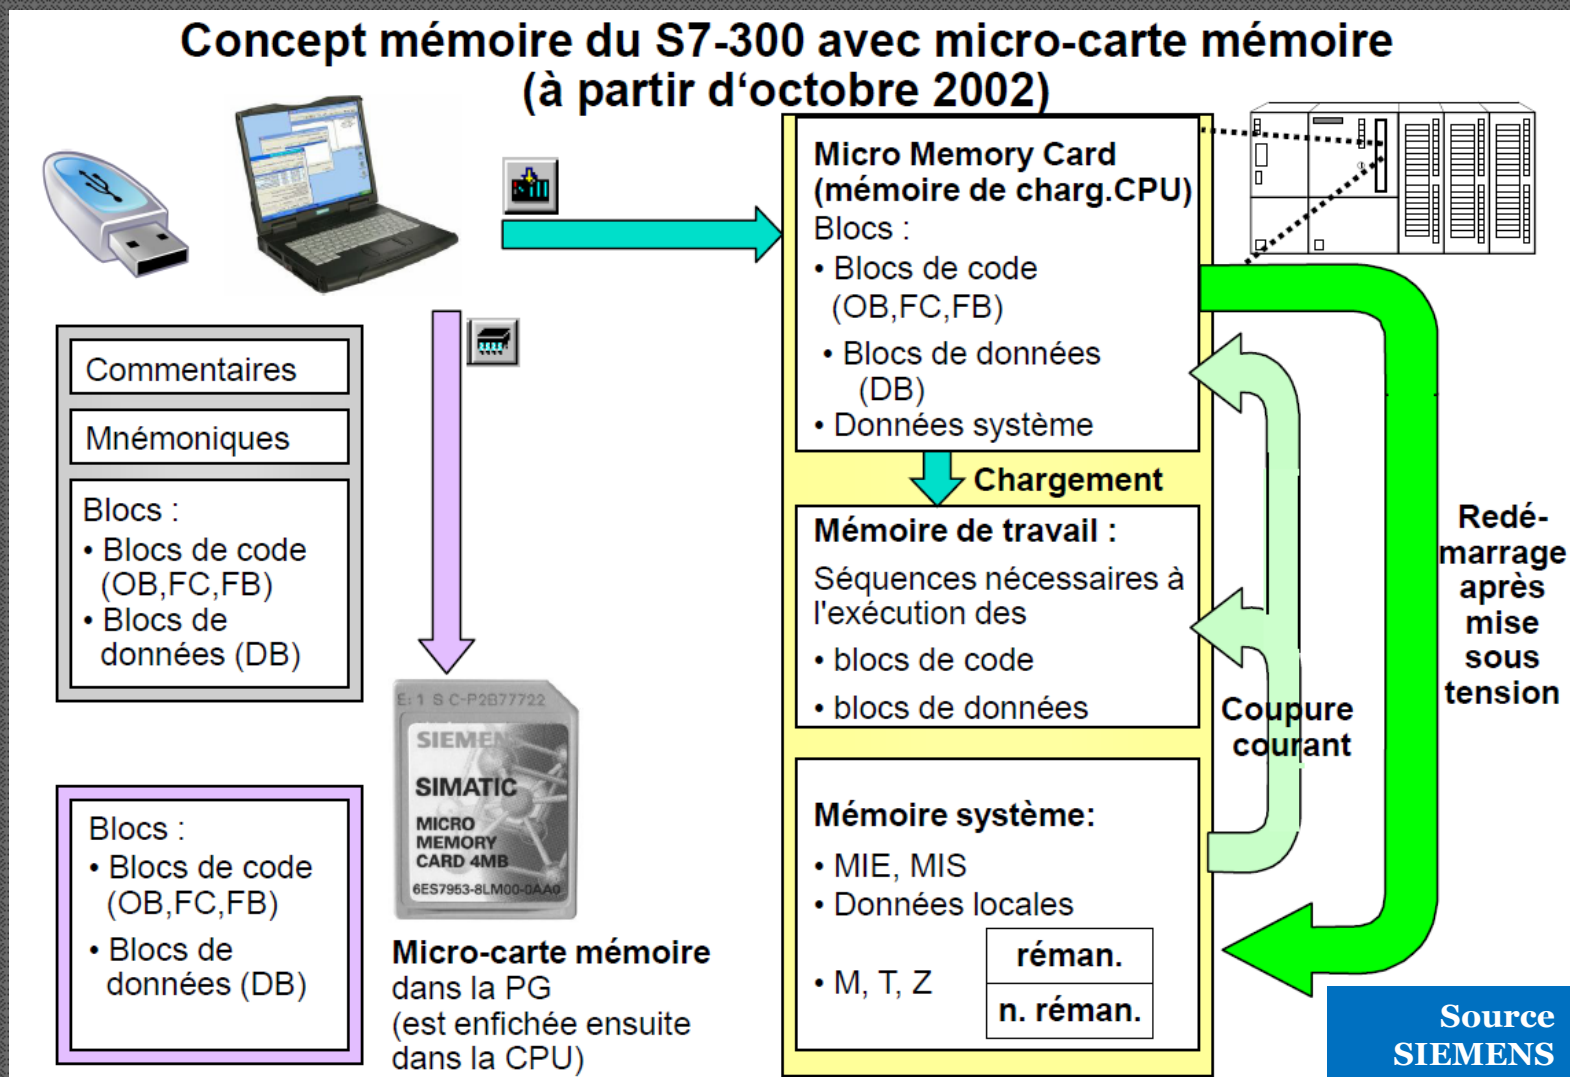 Concept mémoire du S7-300 avec micro-carte mémoire
(à partir d‘octobre 2002)
Commentaires
Mnémoniques
Blocs :
• Blocs de code
(OB,FC,FB)
• Blocs de
données (DB)
Blocs :
• Blocs de code
(OB,FC,FB)
• Blocs de
données (DB)
E: 1 S C-P2B77722
SIEMEN
SIMATIC
MICRO
MEMORY
CARD 4MB
6ES7953-8LM00-0AA0
Micro-carte mémoire
dans la PG
(est enfichée ensuite
dans la CPU)
Micro Memory Card
(mémoire de charg.CPU)
Blocs :
• Blocs de code
(OB,FC,FB)
• Blocs de données
(DB)
• Données système
Chargement
Mémoire de travail :
Séquences nécessaires à
l'exécution des
• blocs de code
• blocs de données
Mémoire système:
• MIE, MIS
• Données locales
• M, T, Z
réman.
n. réman.
Coupure
courant
Redé-
marrage
après
mise
sous
tension
Source
SIEMENS